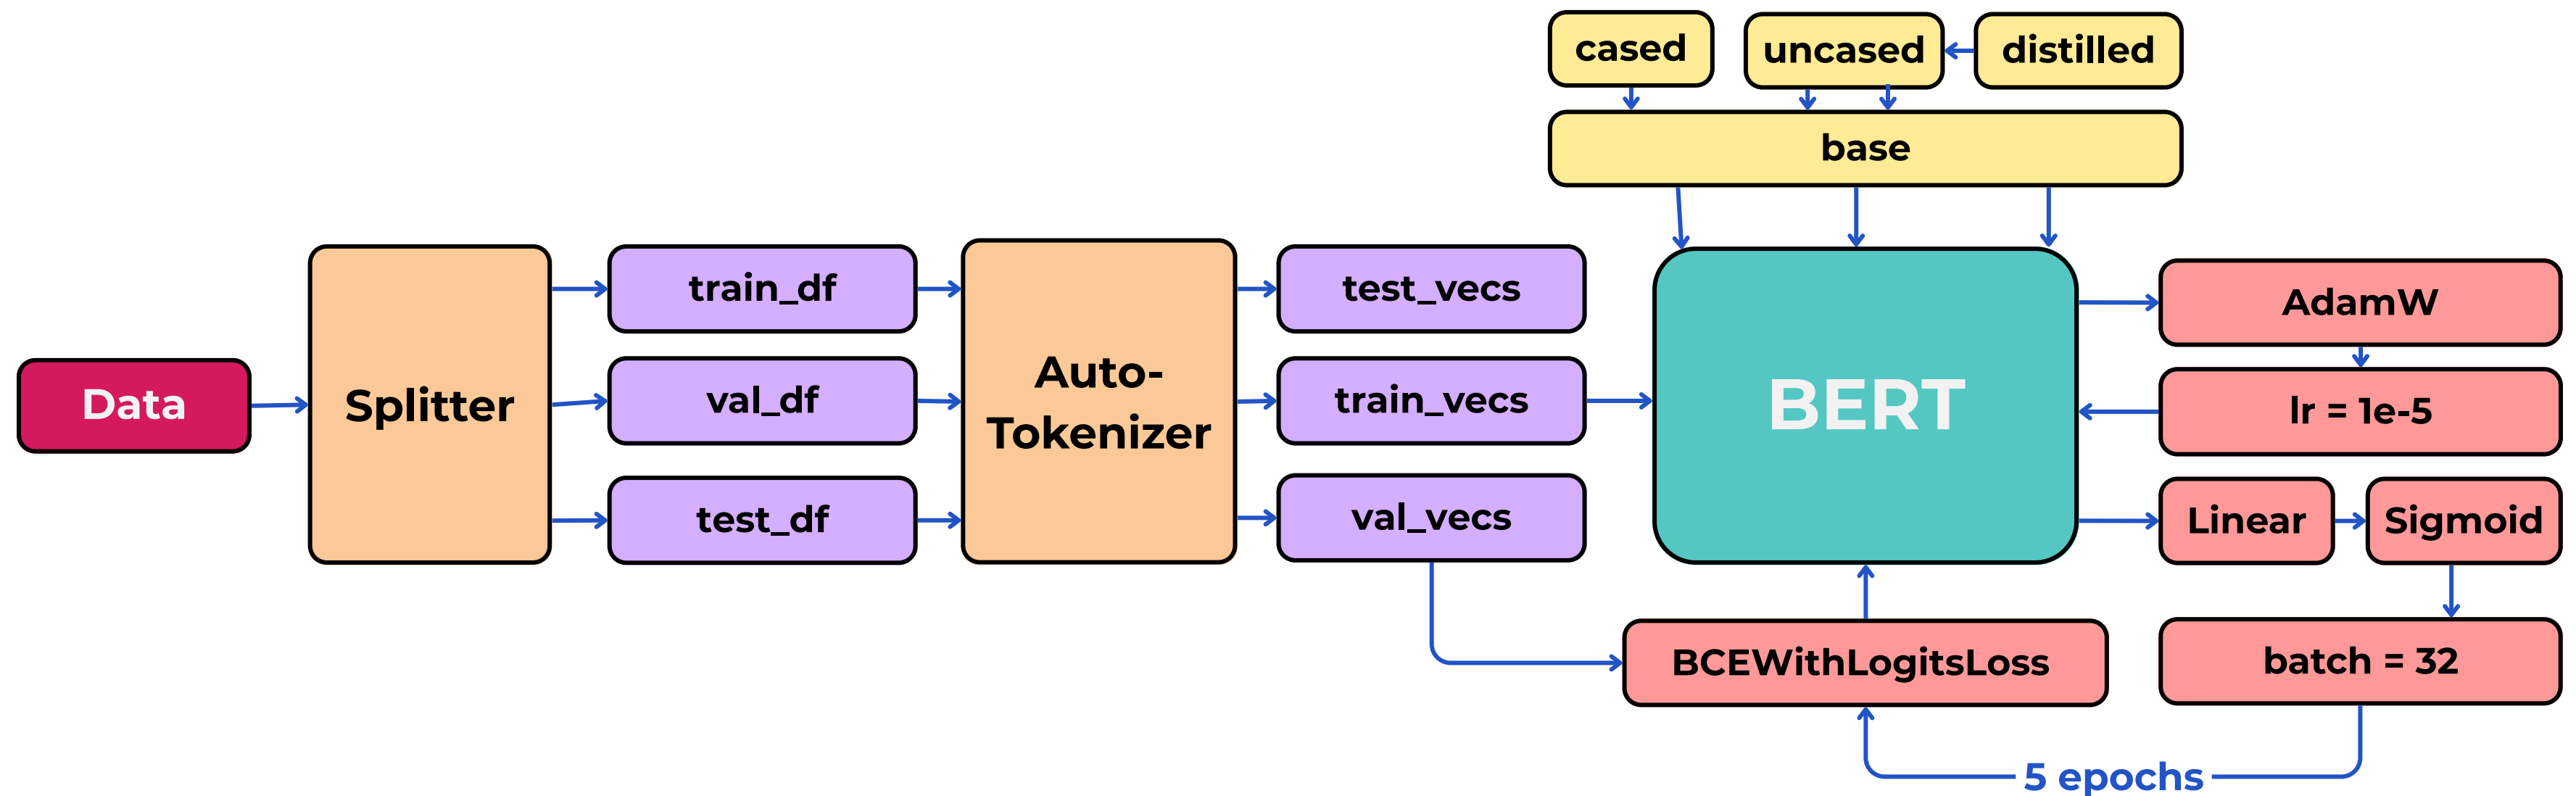 cased
uncased
distilled
base
Data
Splitter
train_df
val_df
test_df
Auto-
Tokenizer
test_vecs
train_vecs
val_vecs
BERT
AdamW
lr = 1e-5
Linear
Sigmoid
BCEWithLogitsLoss
batch = 32
5 epochs